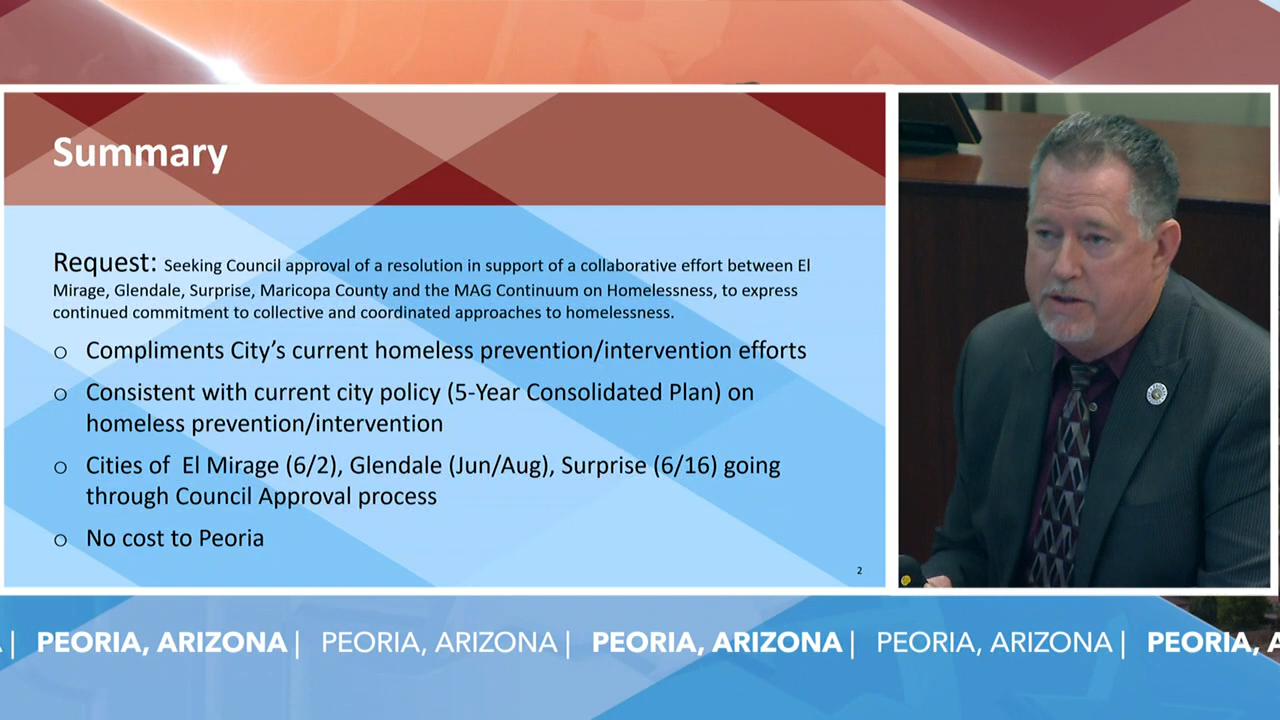 Summary
Request: Seeking Council approval of a resolution in support of a collaborative effort between El
Mirage, Glendale, Surprise, Maricopa County and the MAG Continuum on Homelessness, to express
continued commitment to collective and coordinated approaches to homelessness.
o Compliments City's current homeless prevention/intervention efforts
o Consistent with current city policy (5-Year Consolidated Plan) on
homeless prevention/intervention
o Cities of El Mirage (6/2), Glendale (Jun/Aug), Surprise (6/16) going
through Council Approval process
o No cost to Peoria
2
| PEORIA, ARIZONA | PEORIA, ARIZONA | PEORIA, ARIZONA | PEORIA, ARIZONA | PEORIA, A